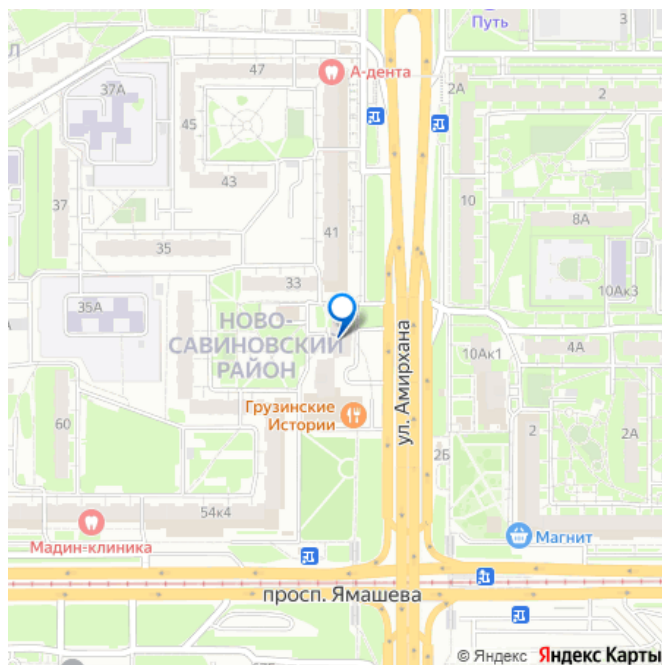 Путь
3
47
А-дента
2А
2
37А
45
43
10
37
8А
41
35
33
10Ак3
35А
НОВО-
САВИНОВСКИЙ
РАЙОН
ул. Амирхана
10Ак1
4А
Грузинские
Истории
60
2
2А
2Б
54к4
Мадин-клиника
Магнит
просп. Ямашева
© Яндекс Яндекс Карты